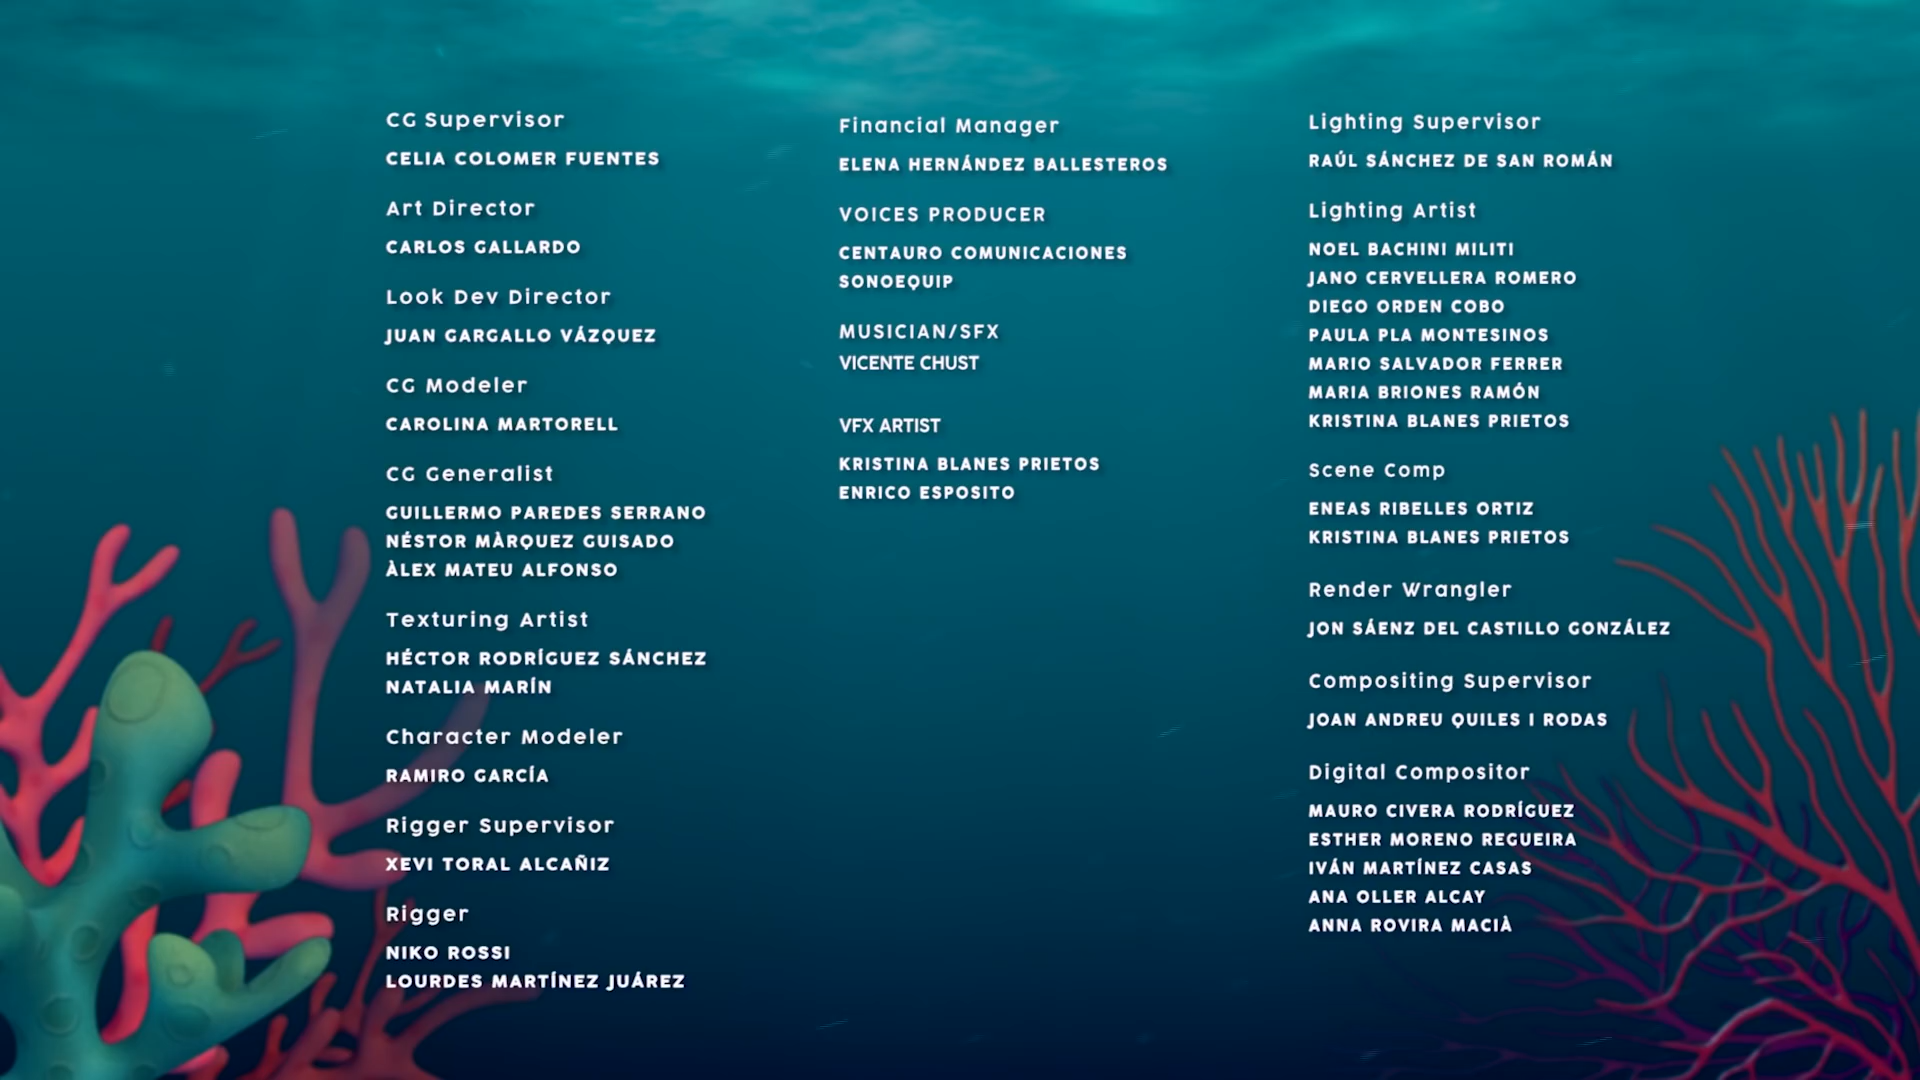 CG Supervisor
CELIA COLOMER FUENTES
Art Director
CARLOS GALLARDO
Look Dev Director
JUAN GARGALLO VÁZQUEZ
CG Modeler
CAROLINA MARTORELL
CG Generalist
GUILLERMO PAREDES SERRANO
NÉSTOR MÀRQUEZ GUISADO
ÀLEX MATEU ALFONSO
Texturing Artist
HÉCTOR RODRÍGUEZ SÁNCHEZ
NATALIA MARÍN
Character Modeler
RAMIRO GARCÍA
Rigger Supervisor
XEVI TORAL ALCAÑIZ
Rigger
NIKO ROSSI
LOURDES MARTÍNEZ JUÁREZ
Financial Manager
ELENA HERNÁNDEZ BALLESTEROS
VOICES PRODUCER
CENTAURO COMUNICACIONES
SONOEQUIP
MUSICIAN/SFX
VICENTE CHUST
VFX ARTIST
KRISTINA BLANES PRIETOS
ENRICO ESPOSITO
Lighting Supervisor
RAÚL SÁNCHEZ DE SAN ROMÁN
Lighting Artist
NOEL BACHINI MILITI
JANO CERVELLERA ROMERO
DIEGO ORDEN COBO
PAULA PLA MONTESINOS
MARIO SALVADOR FERRER
MARIA BRIONES RAMÓN
KRISTINA BLANES PRIETOS
Scene Comp
ENEAS RIBELLES ORTIZ
KRISTINA BLANES PRIETOS
Render Wrangler
JON SÁENZ DEL CASTILLO GONZÁLEZ
Compositing Supervisor
JOAN ANDREU QUILES I RODAS
Digital Compositor
MAURO CIVERA RODRÍGUEZ
ESTHER MORENO REGUEIRA
IVÁN MARTÍNEZ CASAS
ANA OLLER ALCAY
ANNA ROVIRA MACIÀ